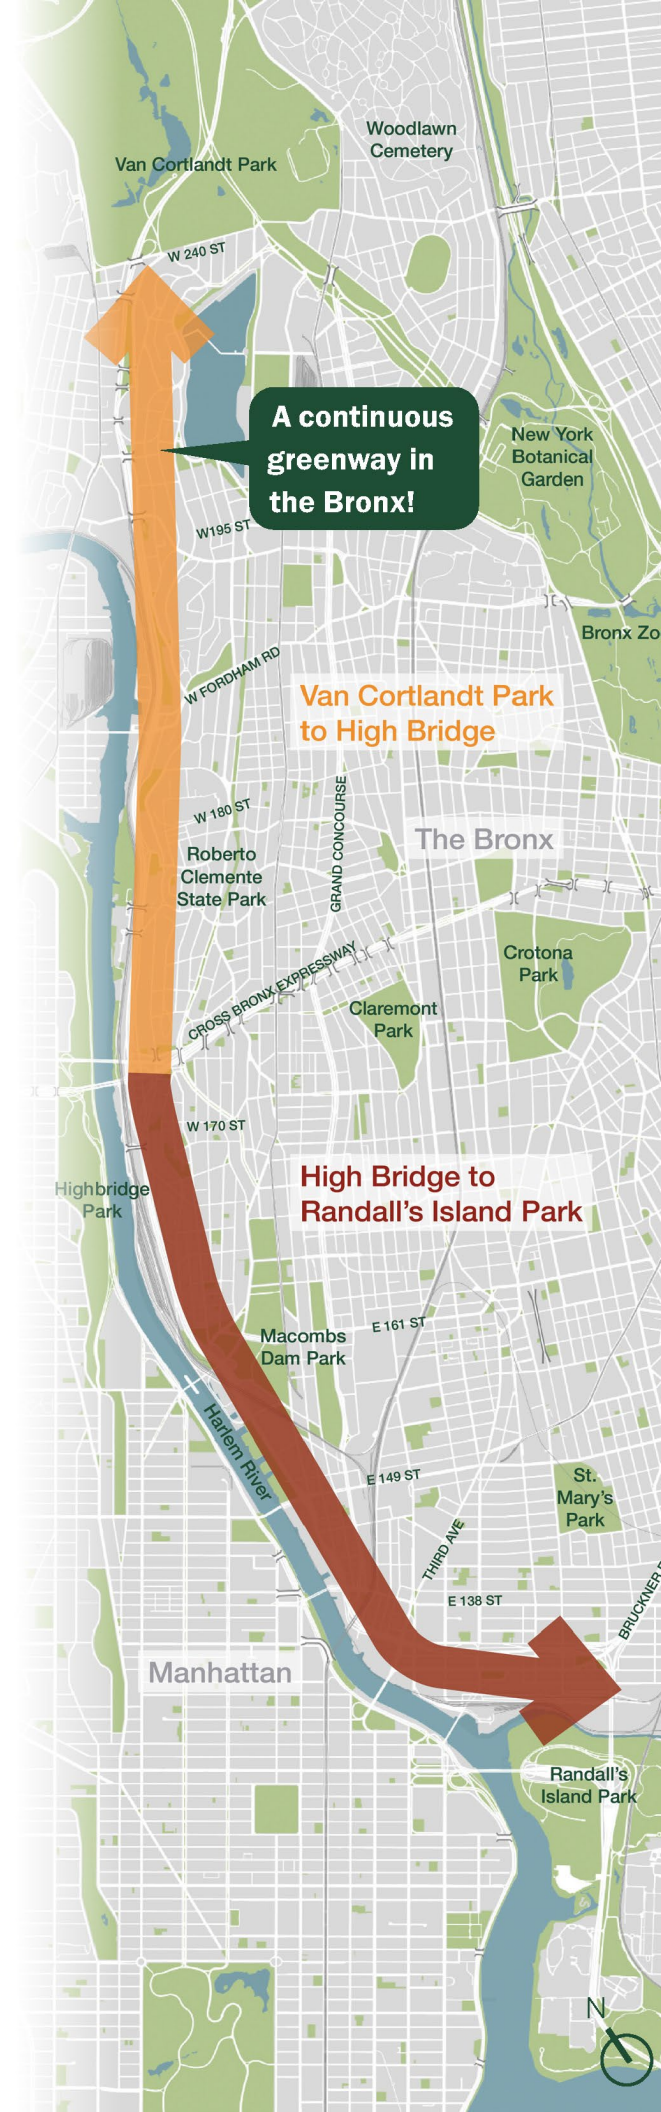 Woodlawn
Cemetery
Van Cortlandt Park
W 240 ST
A continuous
greenway in
the Bronx!
New York
Botanical
Garden
W195 ST
Bronx Zo
W FORDHAM RD
Van Cortlandt Park
to High Bridge
GRAND CONCOURSE
W 180 ST
The Bronx
Roberto
Clemente
State Park
CROSS BRONX EXPRESSWAY
Crotona
Park
Claremont
Park
W 170 ST
High Bridge to
Randall's Island Park
Highbridge
Park
E 161 ST
Macombs
Dam Park
Harlem River
E 149 ST
St.
Mary's
Park
THIRD AVE
E 138 ST
BRUCKNER
Manhattan
Randall's
Island Park
N